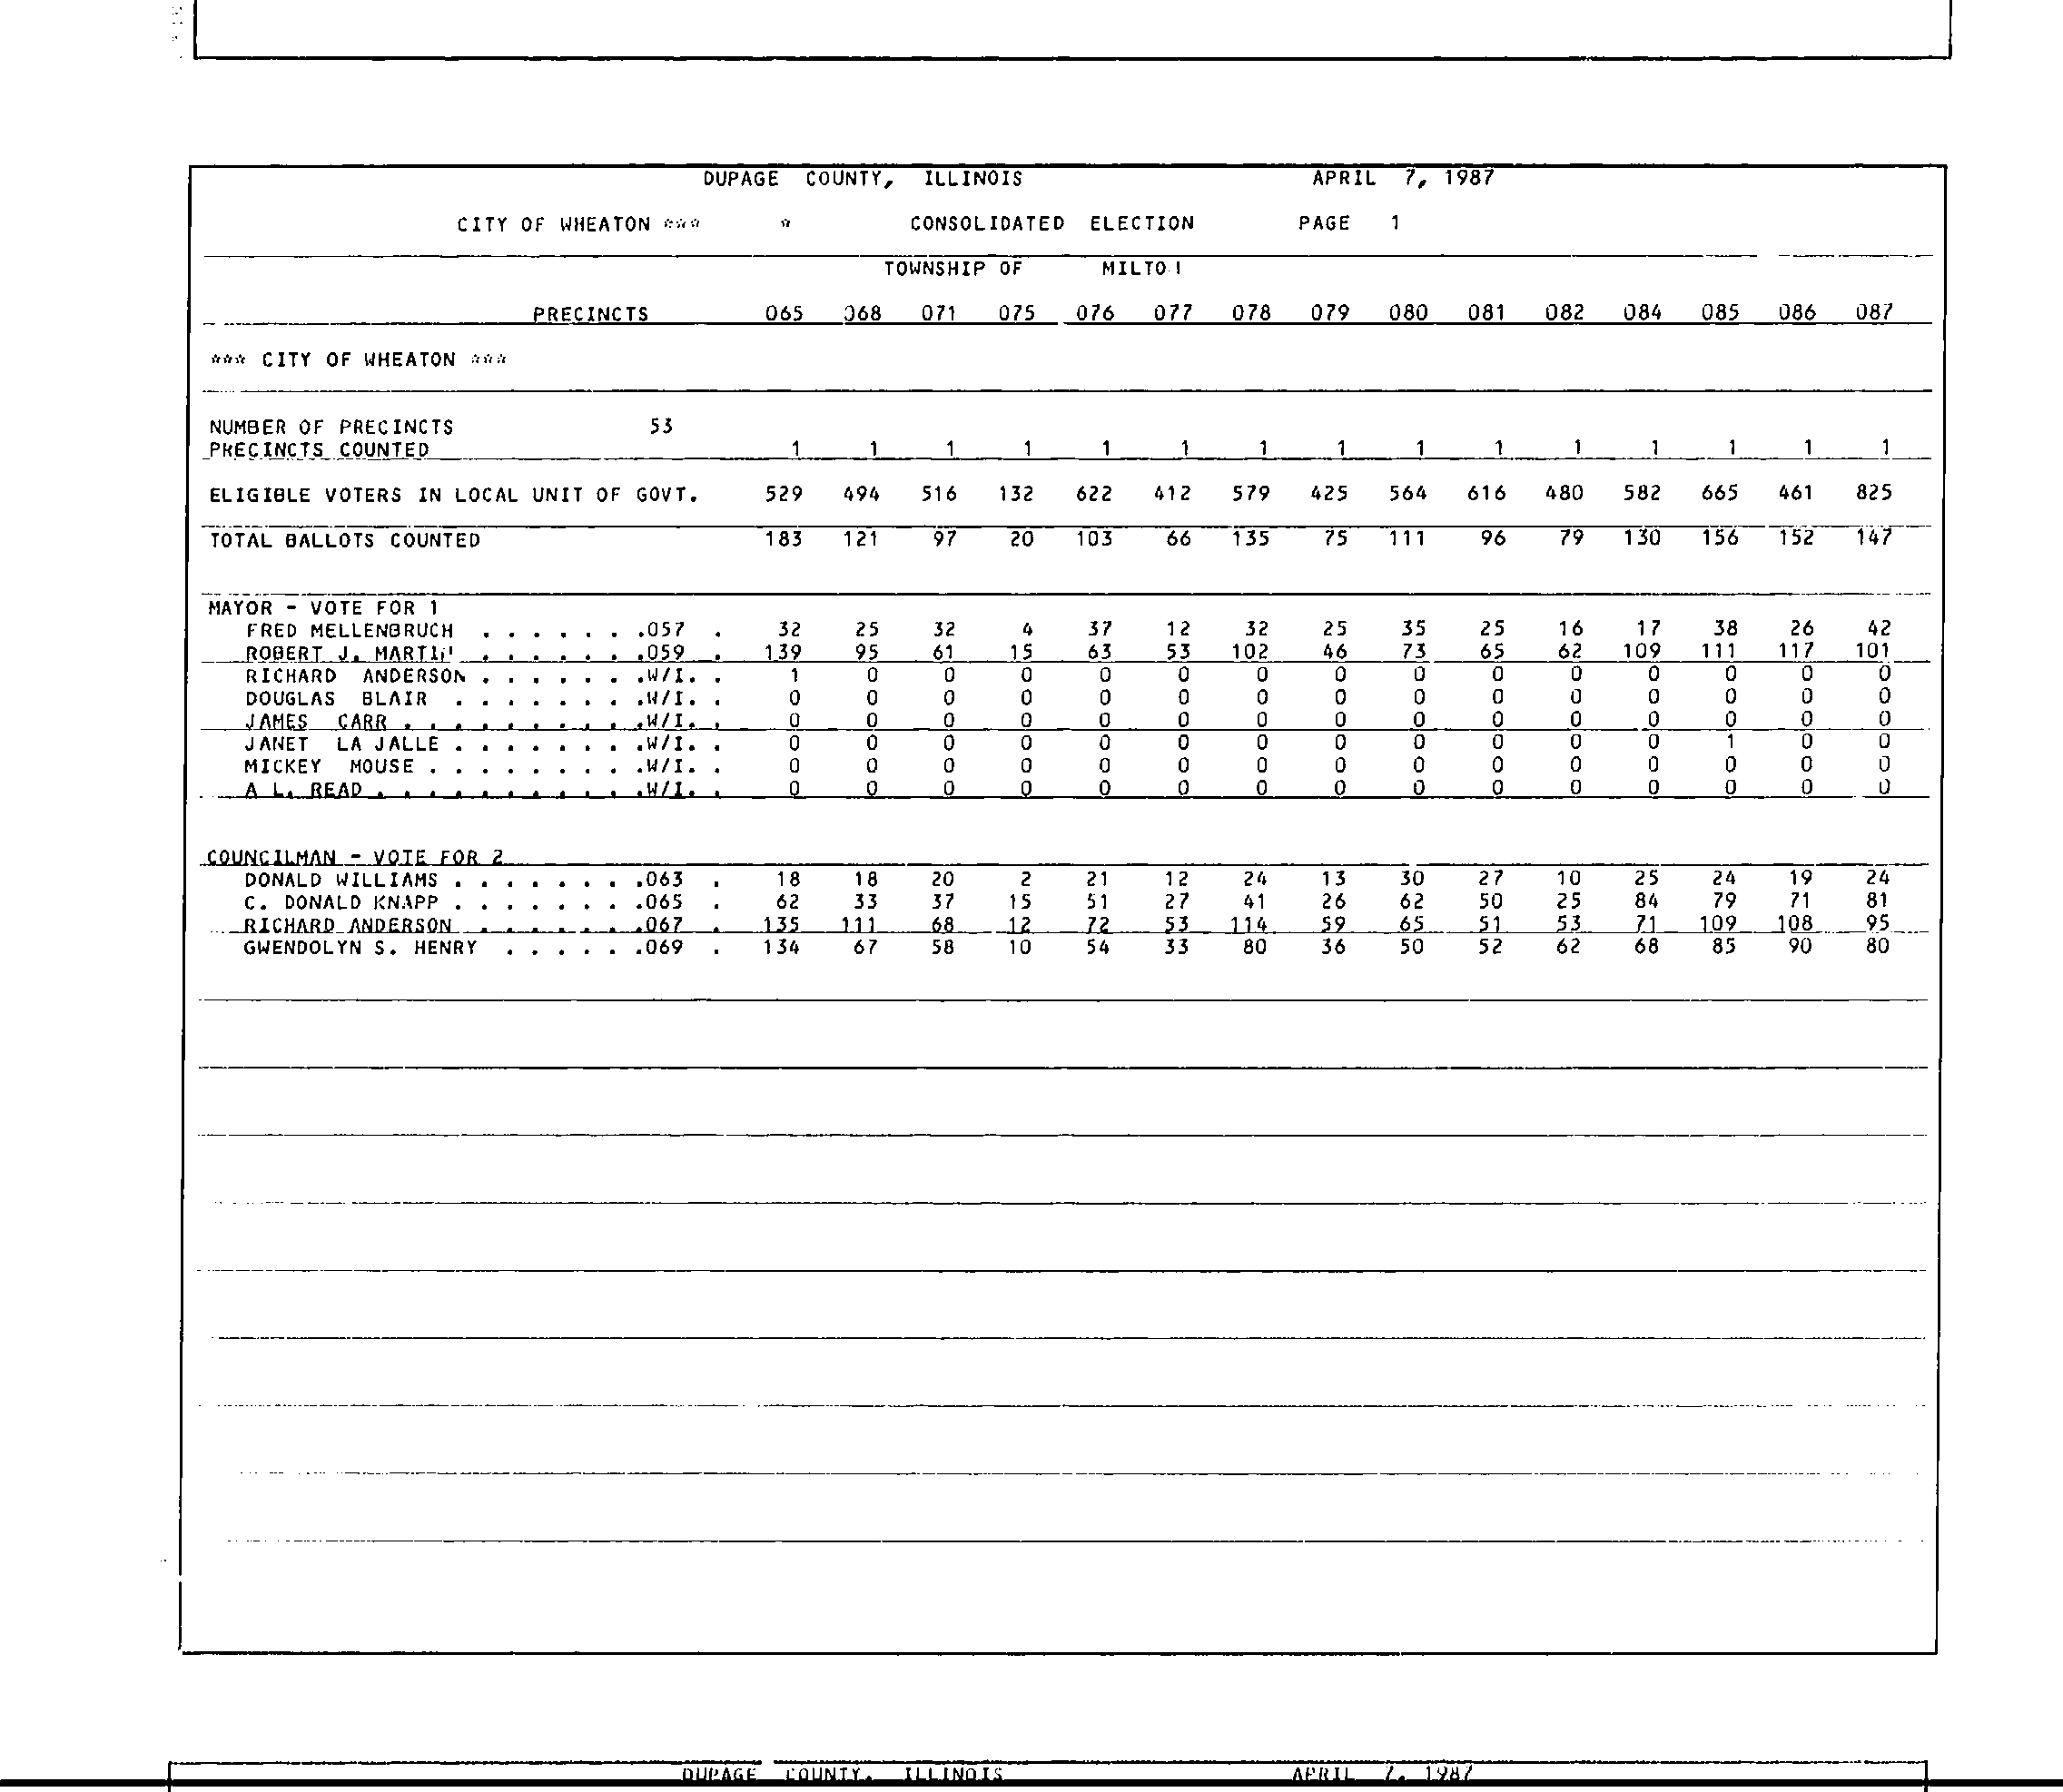 DUPAGE COUNTY, ILLINOIS APRIL 7, 1987
CITY OF WHEATON *** * CONSOLIDATED ELECTION PAGE 1
TOWNSHIP OF
PRECINCTS 065 068 071 075 076 077 078 079 080 081 082 084 085 086 087
*** CITY OF WHEATON ***
NUMBER OF PRECINCTS 53
PRECINCTS COUNTED 1 1 1 1 1 1 1 1 1 1 1 1 1 1 1
ELIGIBLE VOTERS IN LOCAL UNIT OF GOVT. 529 494 516 132 622 412 579 425 564 616 480 582 665 461 825
TOTAL BALLOTS COUNTED 183 121 97 20 103 66 135 75 111 96 79 130 156 152 147
MAYOR - VOTE FOR 1
FRED MELLENBRUCH . . . . . . .057 . 32 25 32 4 37 12 32 25 35 25 16 17 38 26 42
ROBERT J. MARTIN . . . . . . .059 . 139 95 61 15 63 53 102 46 73 65 62 109 111 117 101
RICHARD ANDERSON . . . . . . .W/I. . 1 0 0 0 0 0 0 0 0 0 0 0 0 0 0
DOUGLAS BLAIR . . . . . . . .W/I. . 0 0 0 0 0 0 0 0 0 0 0 0 0 0 0
JAMES CARR . . . . . . . . . .W/I. . 0 0 0 0 0 0 0 0 0 0 0 0 0 0 0
JANET LA JALLE . . . . . . . .W/I. . 0 0 0 0 0 0 0 0 0 0 0 0 1 0 0
MICKEY MOUSE . . . . . . . . .W/I. . 0 0 0 0 0 0 0 0 0 0 0 0 0 0 0
A L. READ . . . . . . . . . . .W/I. . 0 0 0 0 0 0 0 0 0 0 0 0 0 0 0
COUNCILMAN - VOTE FOR 2
DONALD WILLIAMS . . . . . . . .063 . 18 18 20 2 21 12 24 13 30 27 10 25 24 19 24
C. DONALD KNAPP . . . . . . . .065 . 62 33 37 15 51 27 41 26 62 50 25 84 79 71 81
RICHARD ANDERSON . . . . . . .067 . 135 111 68 12 72 53 114 59 65 51 53 71 109 108 95
GWENDOLYN S. HENRY . . . . . .069 . 134 67 58 10 54 33 80 36 50 52 62 68 85 90 80
DUPAGE COUNTY, ILLINOIS APRIL 7, 1987